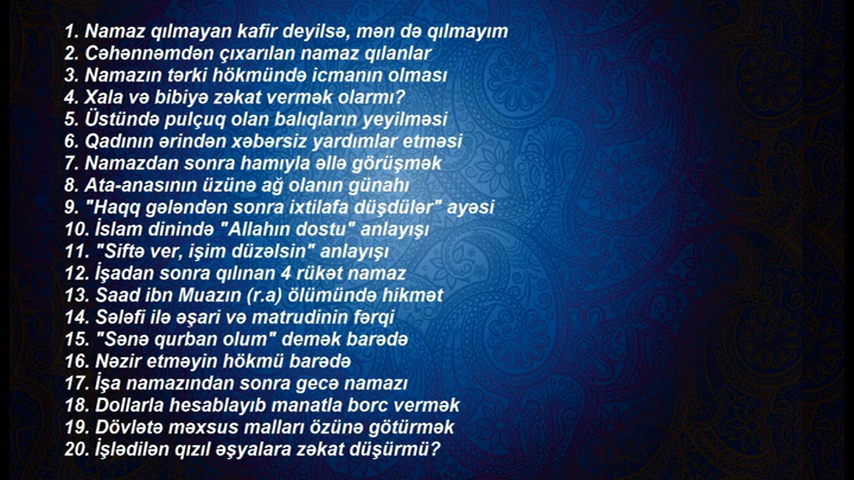 1. Namaz qılmayan kafir deyilsə, mən də qılmayım
2. Cəhənnəmdən çıxarılan namaz qılanlar
3. Namazın tərki hökmündə icmanın olması
4. Xala və bibiyə zəkat vermək olarmı?
5. Üstündə pulçuq olan balıqların yeyilməsi
6. Qadının ərindən xəbərsiz yardımlar etməsi
7. Namazdan sonra hamıyla əllə görüşmək
8. Ata-anasının üzünə ağ olanın günahı
9. "Haqq gələndən sonra ixtilafa düşdülər" ayəsi
10. İslam dinində "Allahın dostu" anlayışı
11. "Siftə ver, işim düzəlsin" anlayışı
12. İşadan sonra qılınan 4 rükət namaz
13. Saad ibn Muazın (r.a) ölümündə hikmət
14. Sələfi ilə əşari və matrudinin fərqi
15. "Sənə qurban olum" demək barədə
16. Nəzir etməyin hökmü barədə
17. İşa namazından sonra gecə namazı
18. Dollarla hesablayıb manatla borc vermək
19. Dövlətə məxsus malları özünə götürmək
20. İşlədilən qızıl əşyalara zəkat düşürmü?